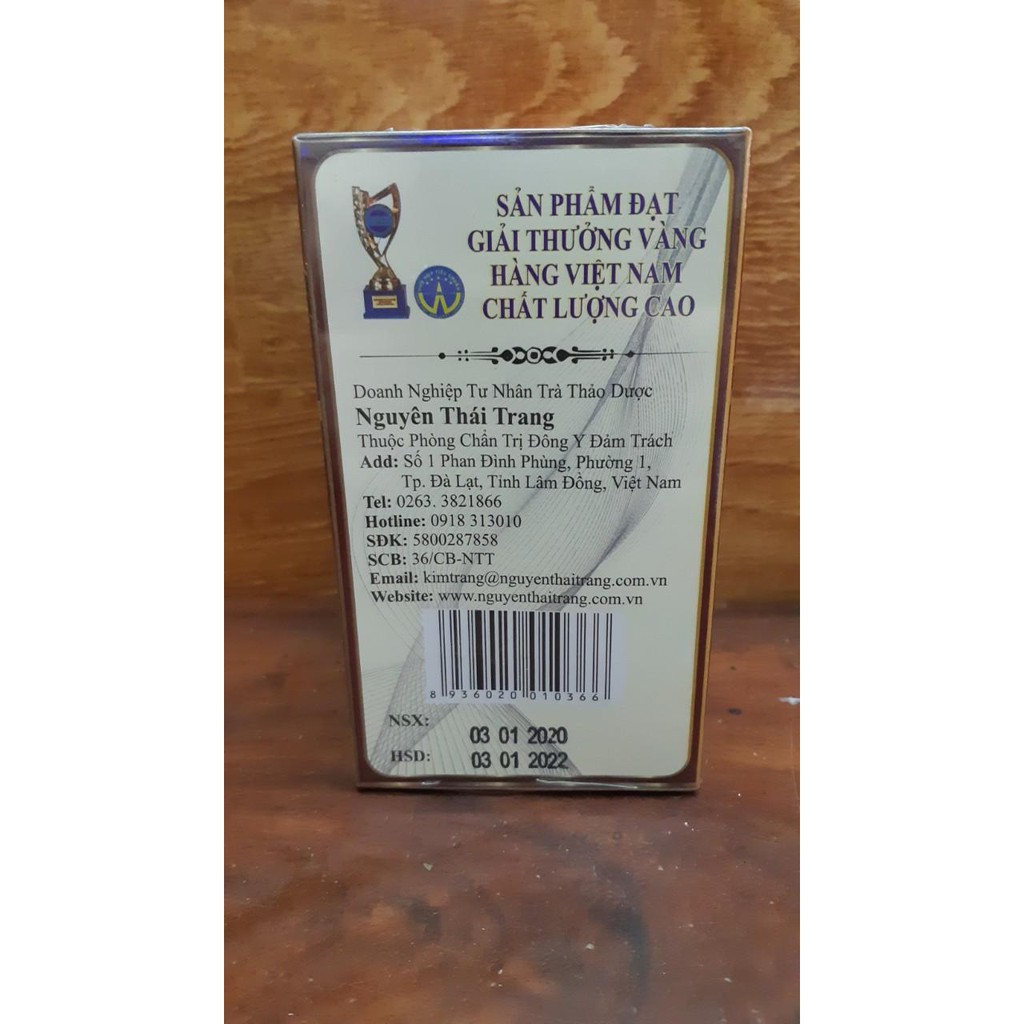 SẢN PHẨM ĐẠT
GIẢI THƯỞNG VÀNG
HÀNG VIỆT NAM
CHẤT LƯỢNG CAO
Doanh Nghiệp Tư Nhân Trà Thảo Dược
Nguyên Thái Trang
Thuộc Phòng Chẩn Trị Đông Y Đảm Trách
Add: Số 1 Phan Đình Phùng, Phường 1,
Tp. Đà Lạt, Tỉnh Lâm Đồng, Việt Nam
Tel: 0263. 3821866
Hotline: 0918 313010
SĐK: 5800287858
SCB: 36/CB-NTT
Email: kimtrang@nguyenthaitrang.com.vn
Website: www.nguyenthaitrang.com.vn
8 936020 010366
NSX: 03 01 2020
HSD: 03 01 2022